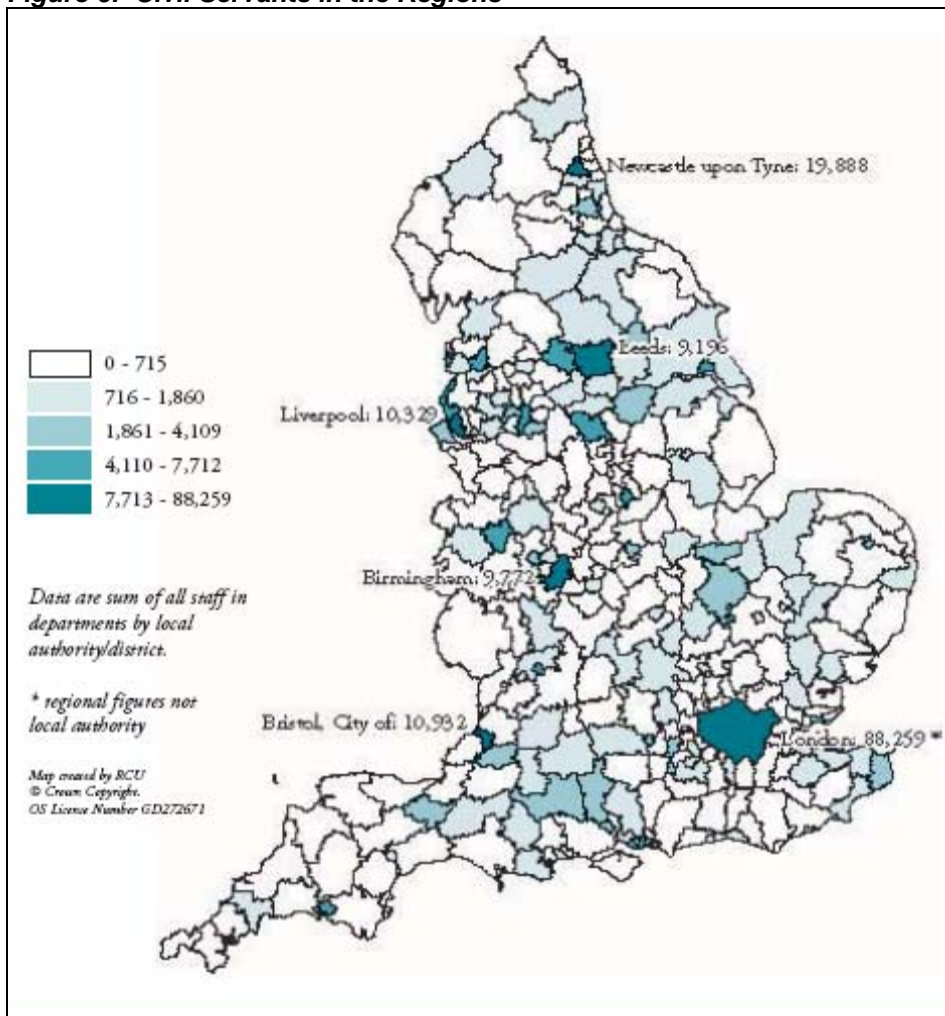 Figure 3: Civil Servants in the Regions
Newcastle upon Tyne: 19,888
Leeds: 9,196
0 - 715
716 - 1,860
1,861 - 4,109
4,110 - 7,712
7,713 - 88,259
Liverpool: 10,329
Birmingham: 9,772
Data are sum of all staff in
departments by local
authority/district.
* regional figures not
local authority
Bristol, City of: 10,932
London: 88,259 *
Map created by RCU
© Crown Copyright.
OS License Number GD272671